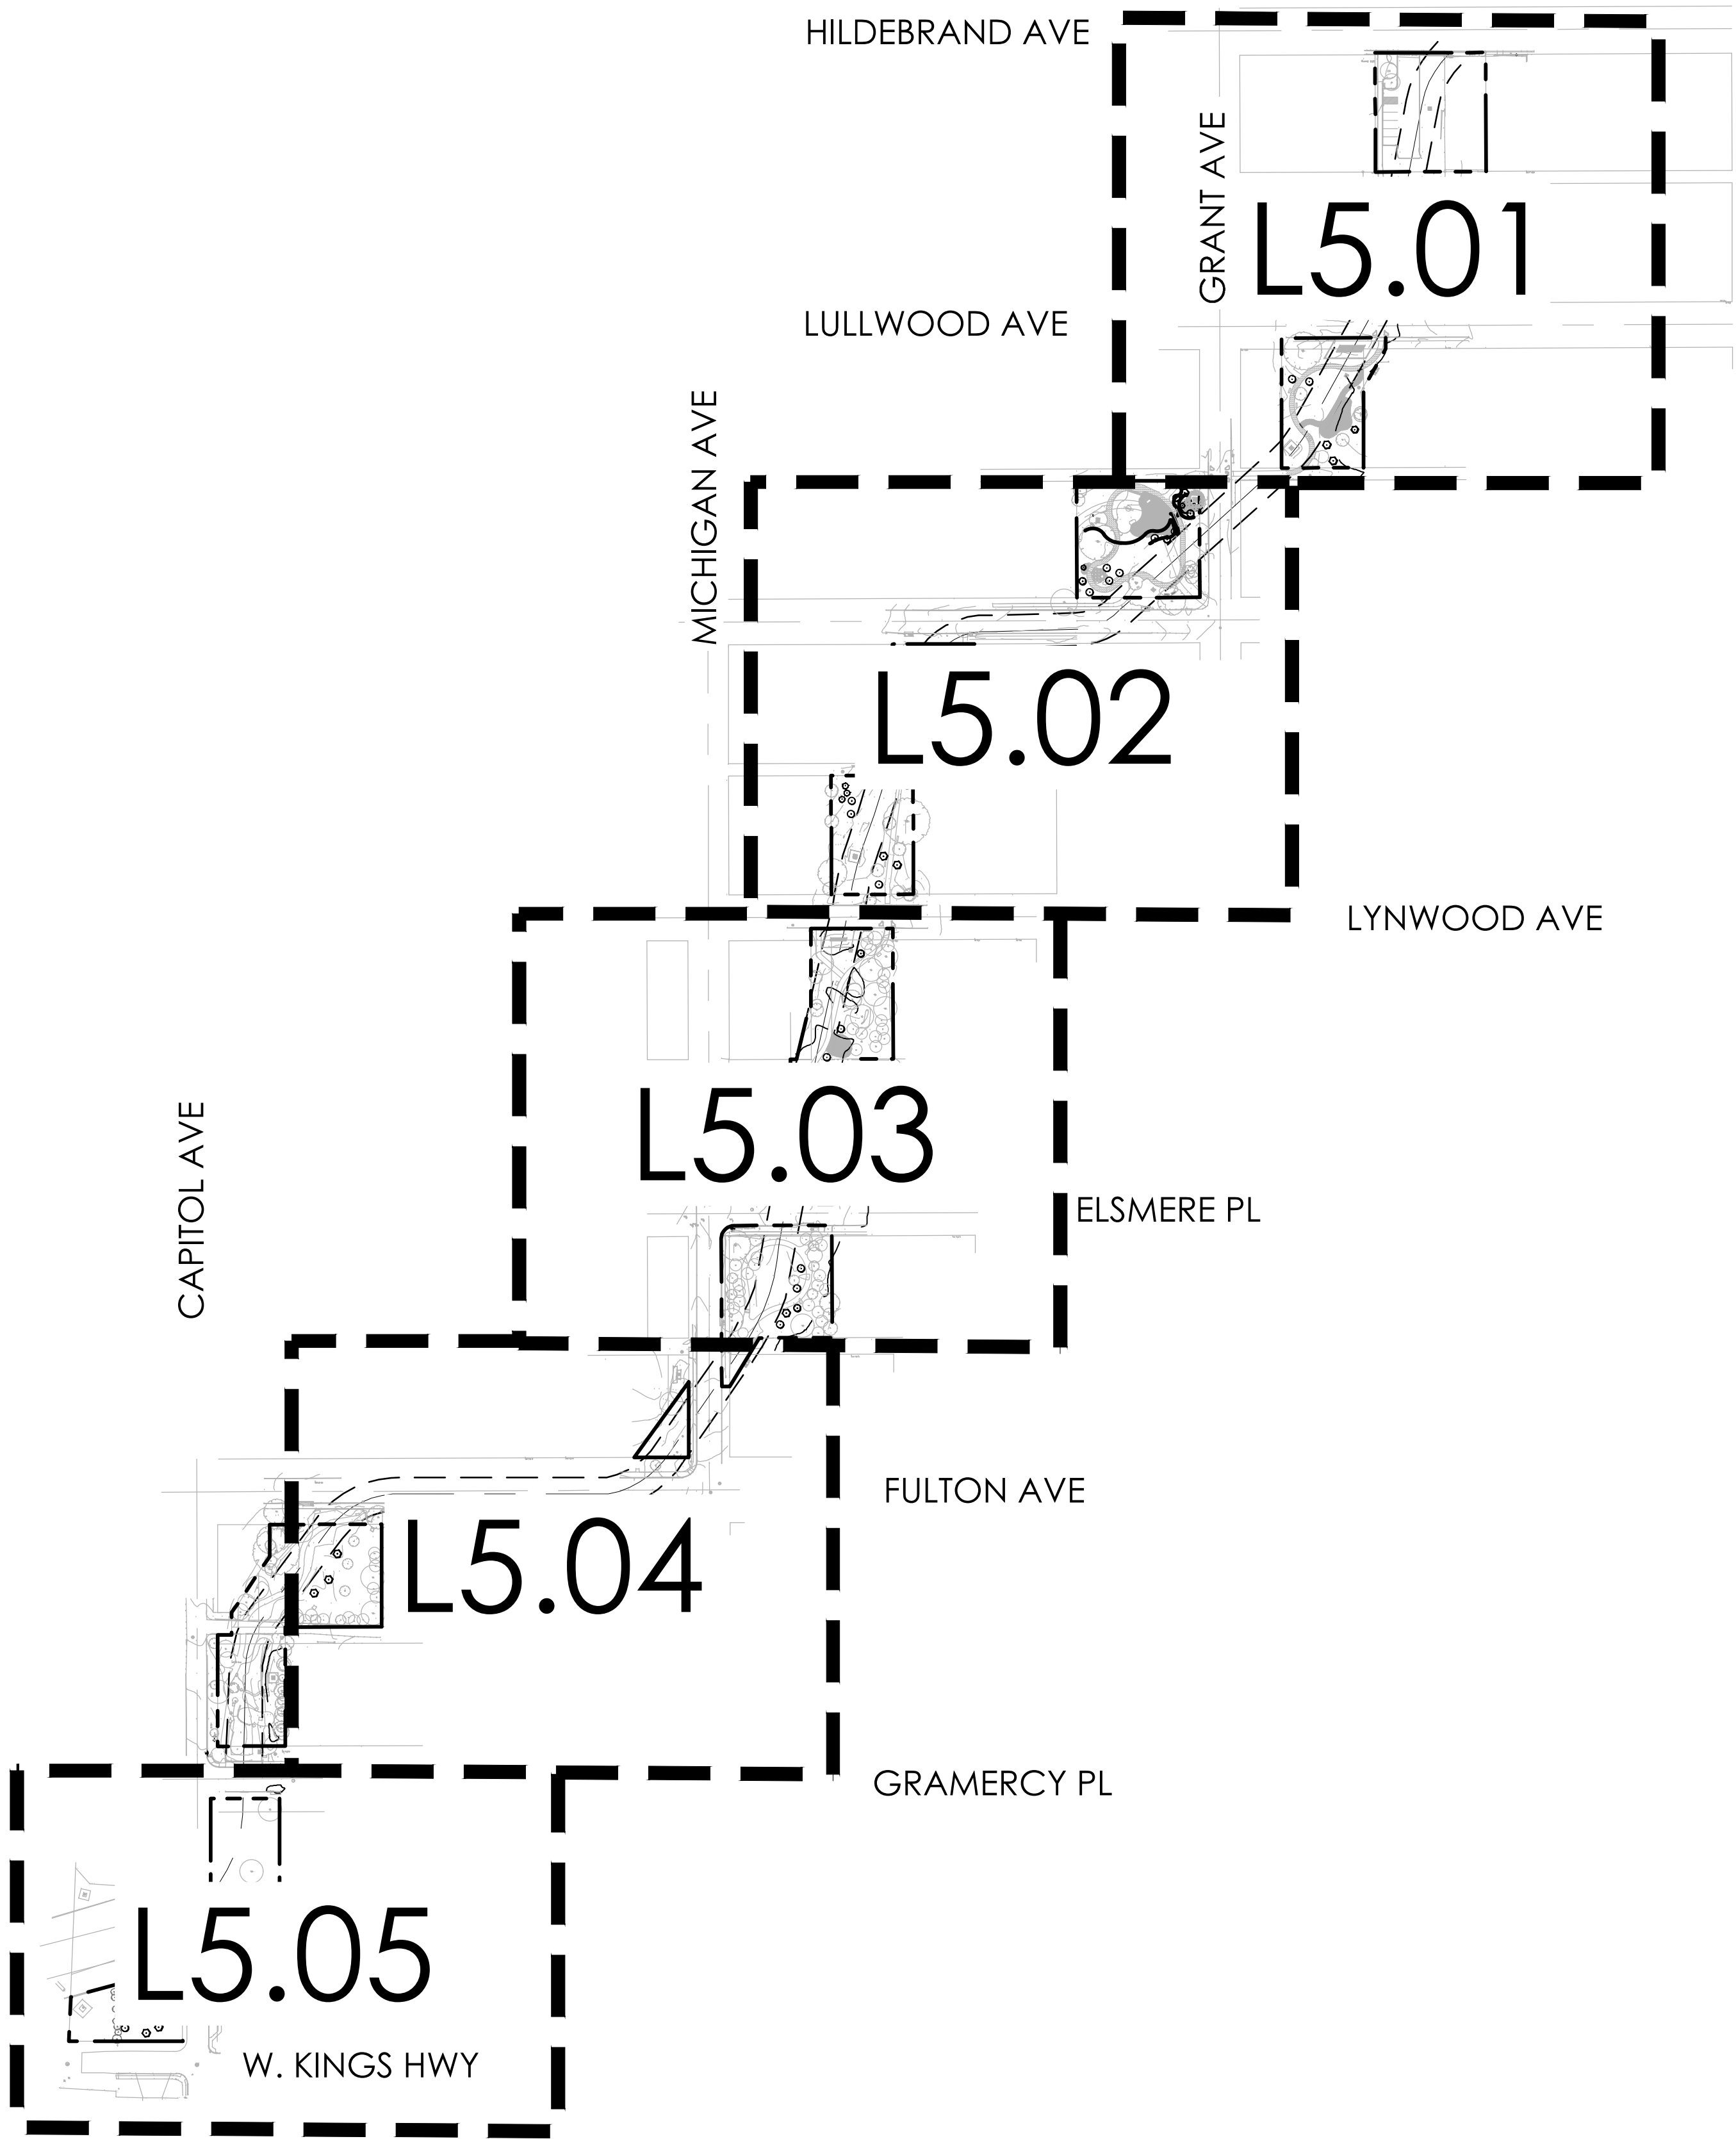 HILDEBRAND AVE
GRANT AVE
L5.01
LULLWOOD AVE
MICHIGAN AVE
L5.02
LYNWOOD AVE
L5.03
CAPITOL AVE
ELSMERE PL
FULTON AVE
L5.04
GRAMERCY PL
L5.05
W. KINGS HWY